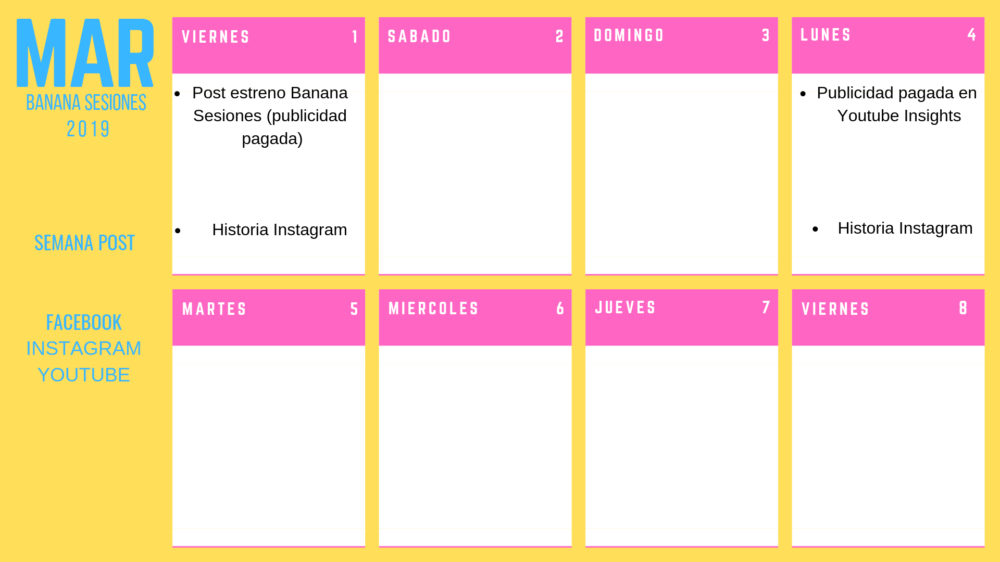 MAR
BANANA SESIONES
2019
SEMANA POST
FACEBOOK
INSTAGRAM
YOUTUBE
VIERNES 1
• Post estreno Banana
Sesiones (publicidad
pagada)
• Historia Instagram
SABADO 2
DOMINGO 3
LUNES 4
• Publicidad pagada en
Youtube Insights
• Historia Instagram
MARTES 5
MIERCOLES 6
JUEVES 7
VIERNES 8